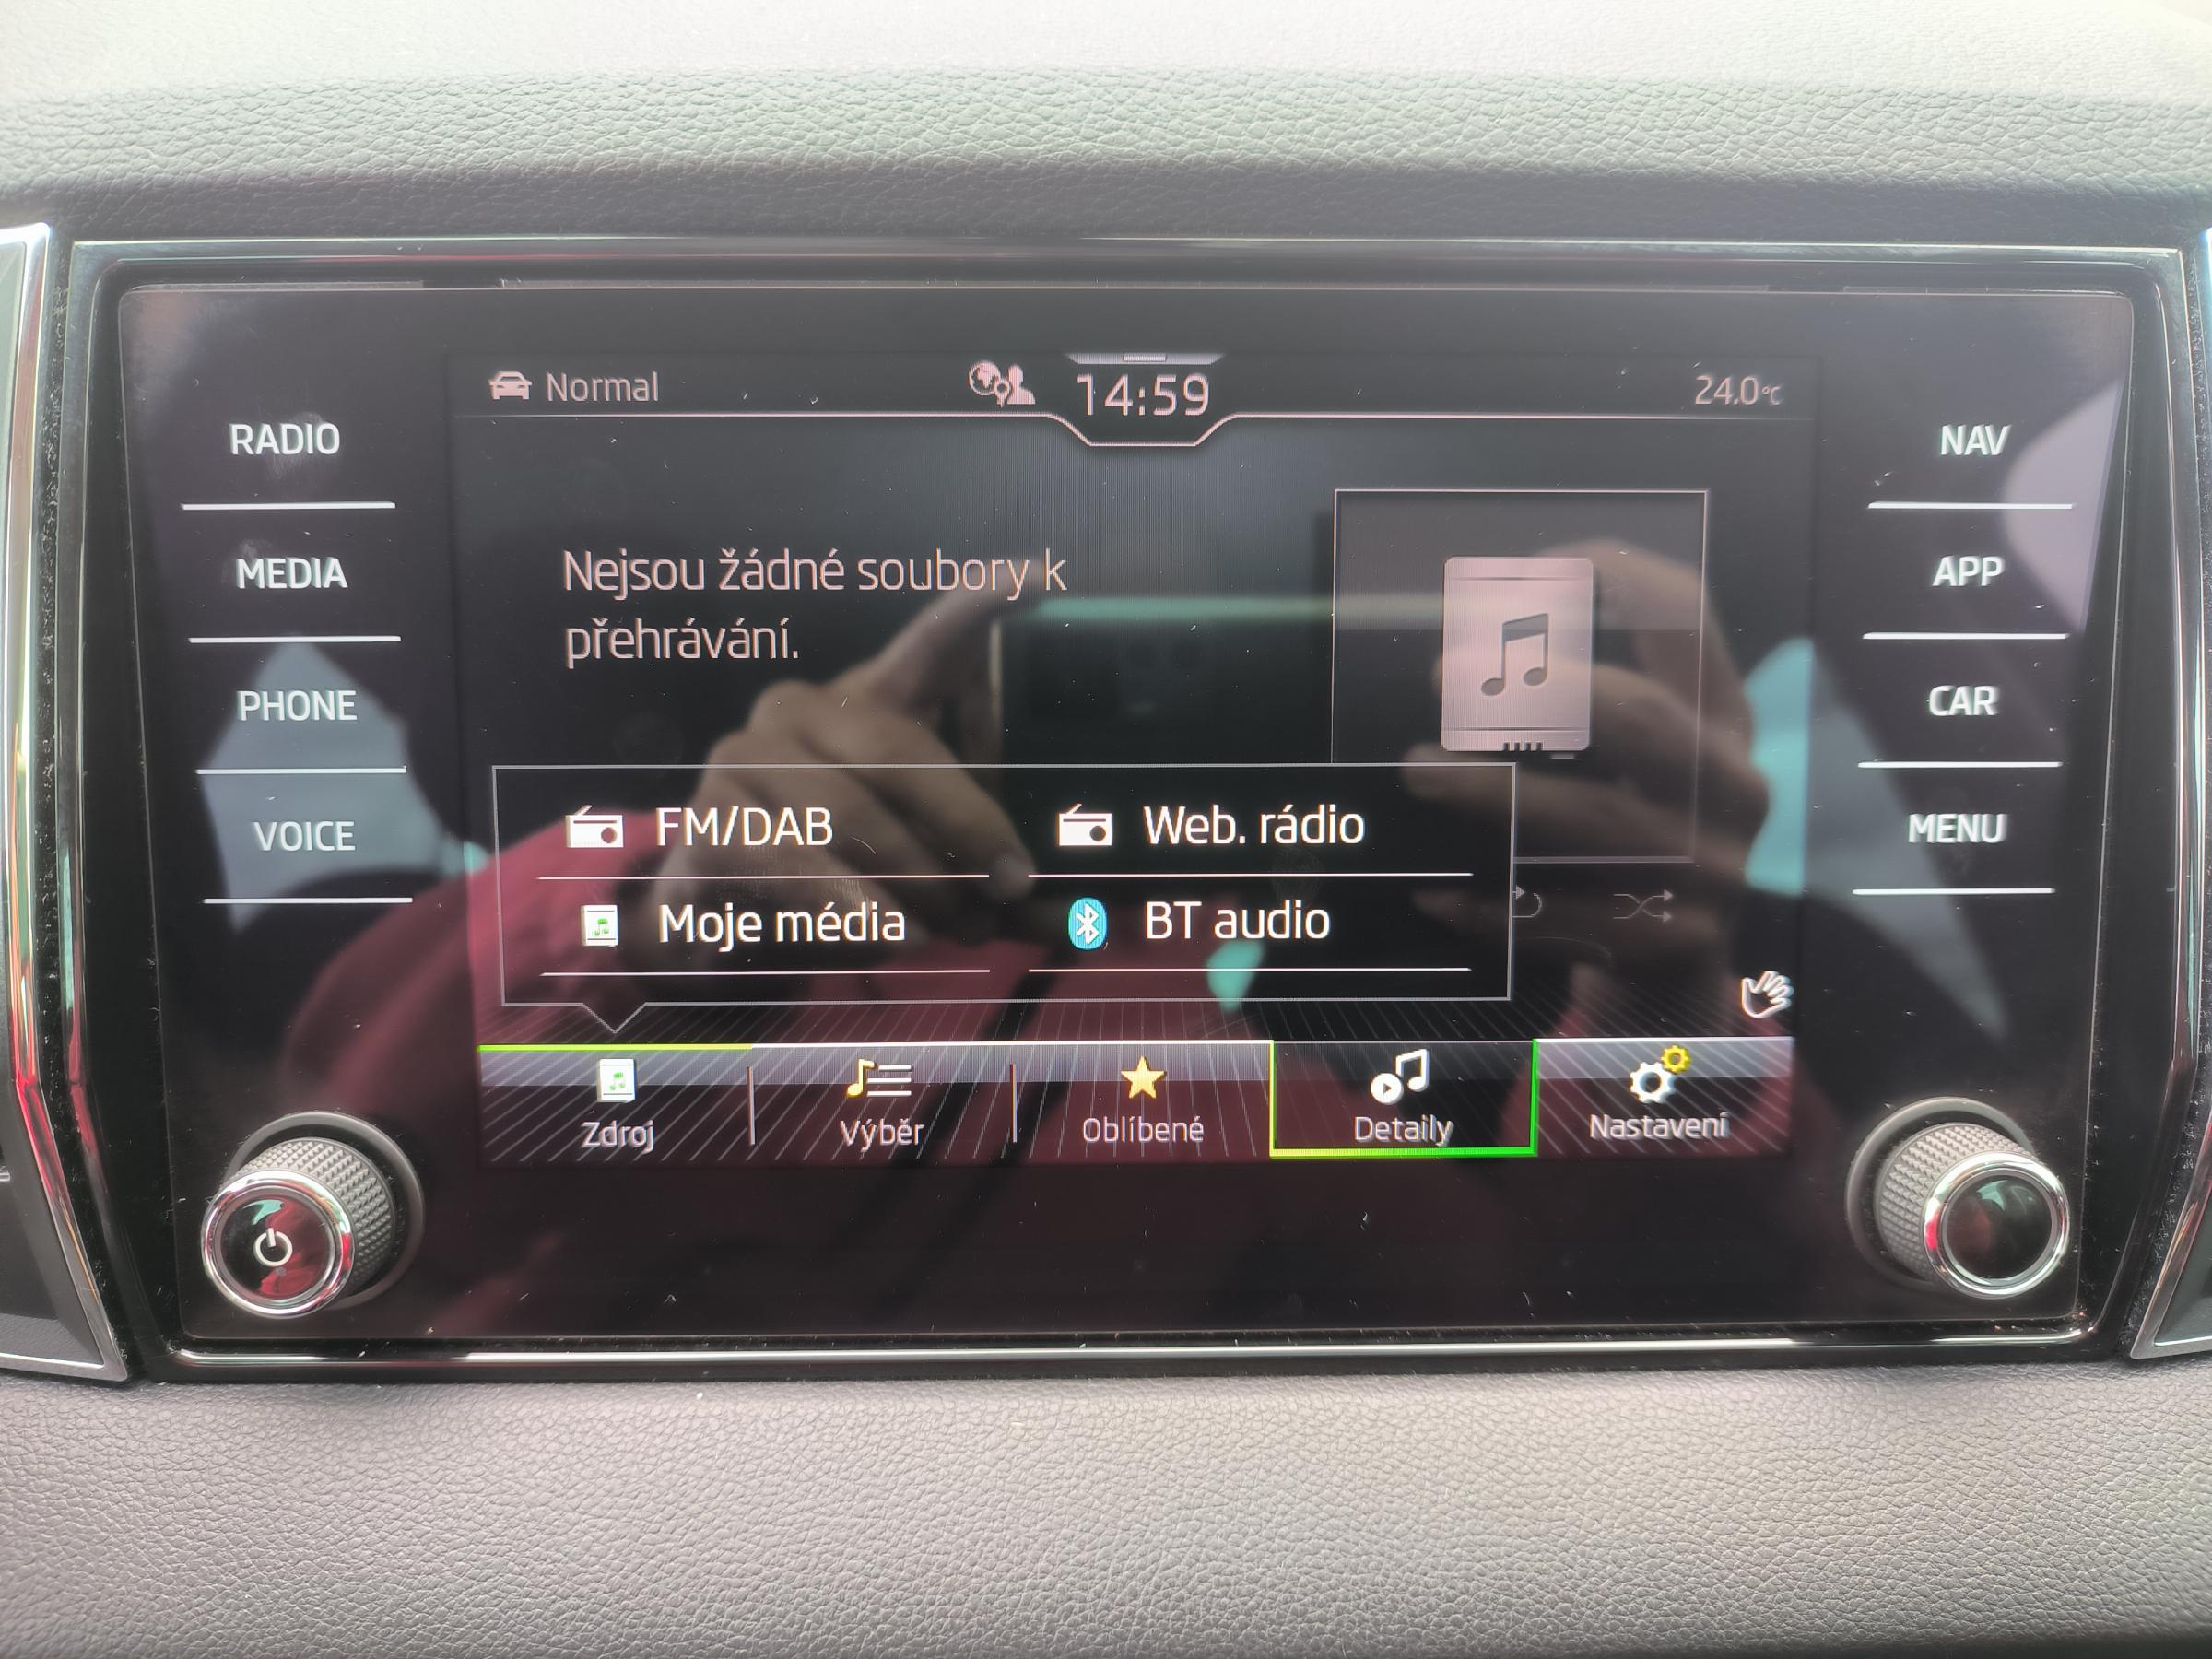 Normal
14:59
24.0°C
RADIO
MEDIA
PHONE
VOICE
NAV
APP
CAR
MENU
Nejsou žádné soubory k
přehrávání.
FM/DAB
Web. rádio
Moje média
BT audio
Zdroj
Výběr
Oblíbené
Detaily
Nastavení